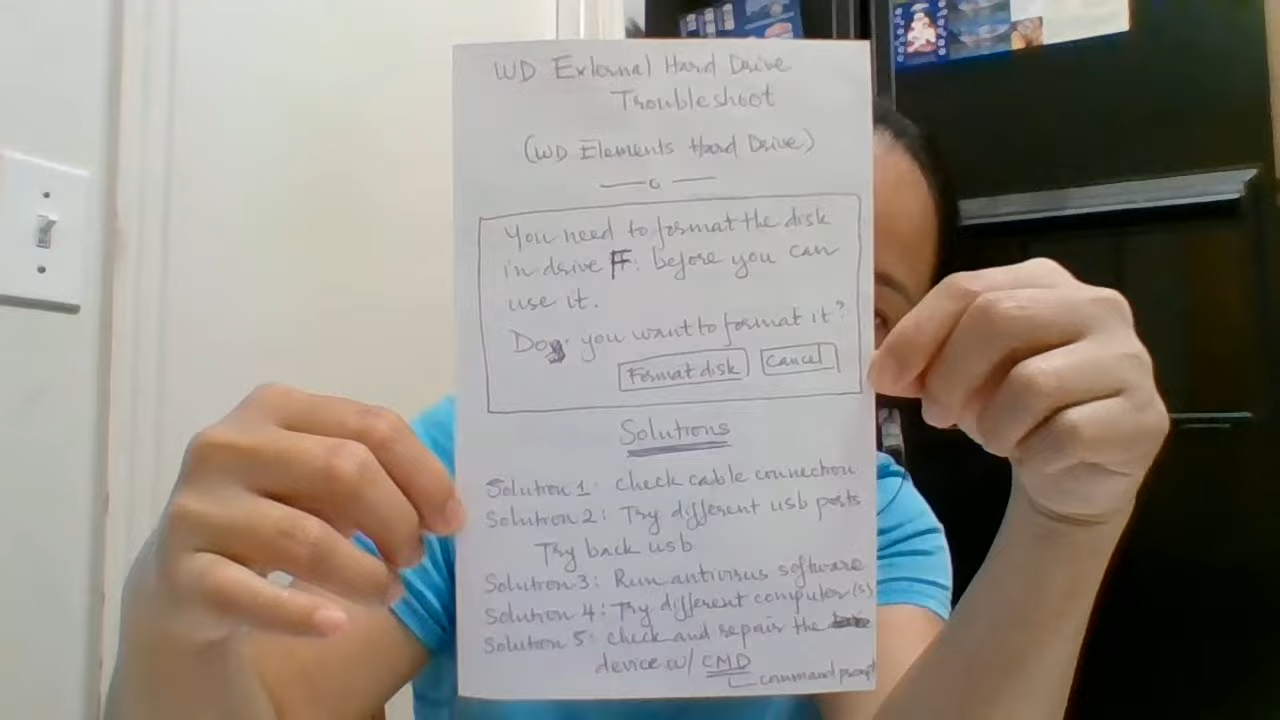 WD External Hard Drive
Troubleshoot
(WD Elements Hard Drive)
You need to format the disk
in drive F: before you can
use it.
Do you want to format it?
Format disk Cancel
Solutions
Solution 1: check cable connection
Solution 2: Try different usb ports
Try back usb
Solution 3: Run antivirus software
Solution 4: Try different computer(s)
Solution 5: check and repair the
device w/ CMD
command prompt